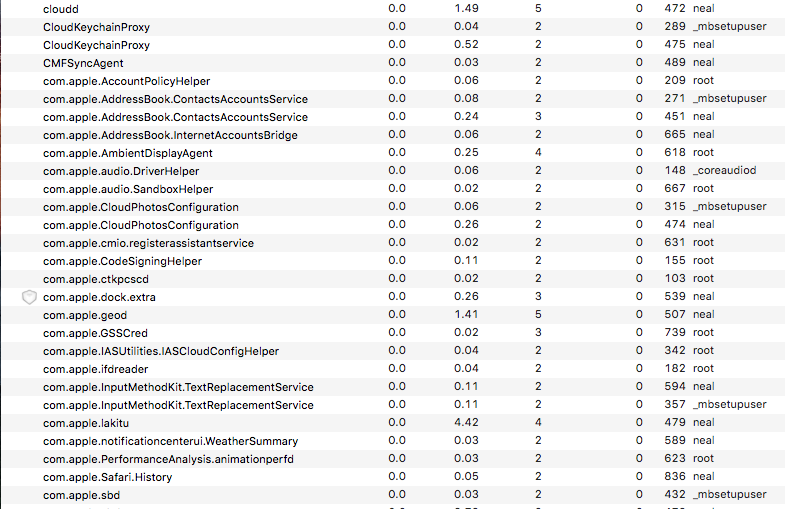 cloudd 0.0 1.49 5 0 472 neal
CloudKeychainProxy 0.0 0.04 2 0 289 _mbsetupuser
CloudKeychainProxy 0.0 0.52 2 0 475 neal
CMFSyncAgent 0.0 0.03 2 0 489 neal
com.apple.AccountPolicyHelper 0.0 0.06 2 0 209 root
com.apple.AddressBook.ContactsAccountsService 0.0 0.08 2 0 271 _mbsetupuser
com.apple.AddressBook.ContactsAccountsService 0.0 0.24 3 0 451 neal
com.apple.AddressBook.InternetAccountsBridge 0.0 0.06 2 0 665 neal
com.apple.AmbientDisplayAgent 0.0 0.25 4 0 618 root
com.apple.audio.DriverHelper 0.0 0.06 2 0 148 _coreaudiod
com.apple.audio.SandboxHelper 0.0 0.02 2 0 667 root
com.apple.CloudPhotosConfiguration 0.0 0.06 2 0 315 _mbsetupuser
com.apple.CloudPhotosConfiguration 0.0 0.26 2 0 474 neal
com.apple.cmio.registerassistantservice 0.0 0.02 2 0 631 root
com.apple.CodeSigningHelper 0.0 0.11 2 0 155 root
com.apple.ctkpcscd 0.0 0.02 2 0 103 root
com.apple.dock.extra 0.0 0.26 3 0 539 neal
com.apple.geod 0.0 1.41 5 0 507 neal
com.apple.GSSCred 0.0 0.02 3 0 739 root
com.apple.IASUtilities.IASCloudConfigHelper 0.0 0.04 2 0 342 root
com.apple.ifdreader 0.0 0.04 2 0 182 root
com.apple.InputMethodKit.TextReplacementService 0.0 0.11 2 0 594 neal
com.apple.InputMethodKit.TextReplacementService 0.0 0.11 2 0 357 _mbsetupuser
com.apple.lakitu 0.0 4.42 4 0 479 neal
com.apple.notificationcenterui.WeatherSummary 0.0 0.03 2 0 589 neal
com.apple.PerformanceAnalysis.animationperfd 0.0 0.03 2 0 623 root
com.apple.Safari.History 0.0 0.05 2 0 836 neal
com.apple.sbd 0.0 0.03 2 0 432 _mbsetupuser